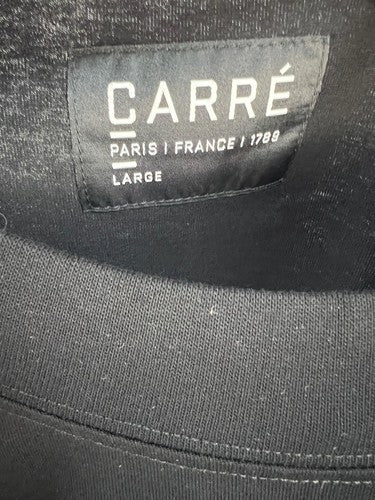 CARRÉ
PARIS | FRANCE | 1789
LARGE